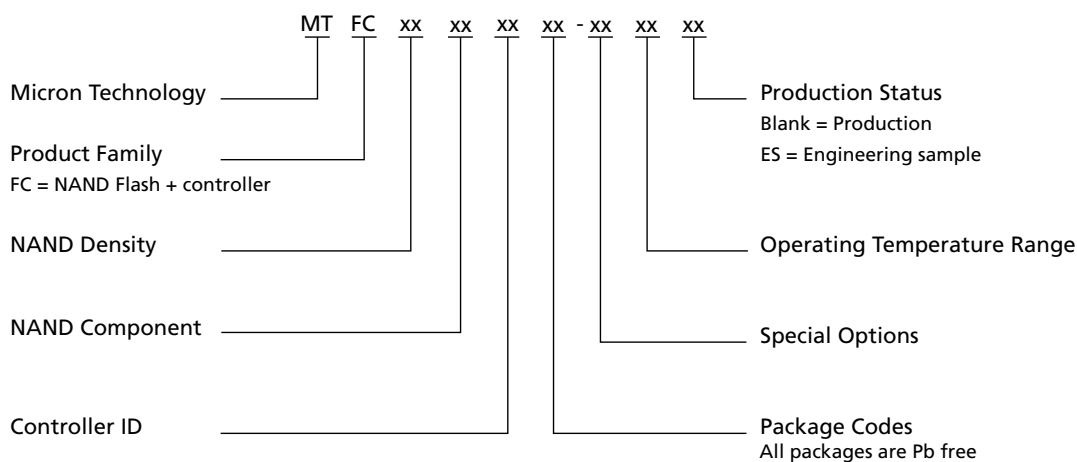 MT FC xx xx xx xx - xx xx xx
Micron Technology
Product Family
FC = NAND Flash + controller
NAND Density
NAND Component
Controller ID
Production Status
Blank = Production
ES = Engineering sample
Operating Temperature Range
Special Options
Package Codes
All packages are Pb free